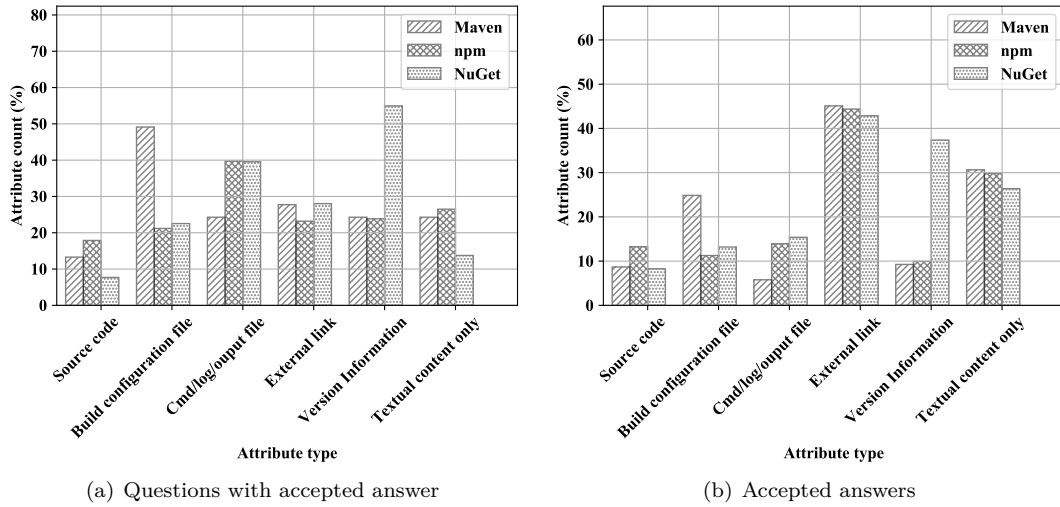 80
70
60
50
40
30
20
10
0
Attribute count (%)
Maven
npm
NuGet
Source code
Build configuration file
Cmd/log/ouput file
External link
Version Information
Textual content only
Attribute type
(a) Questions with accepted answer
60
50
40
30
20
10
0
Attribute count (%)
Maven
npm
NuGet
Source code
Build configuration file
Cmd/log/ouput file
External link
Version Information
Textual content only
Attribute type
(b) Accepted answers